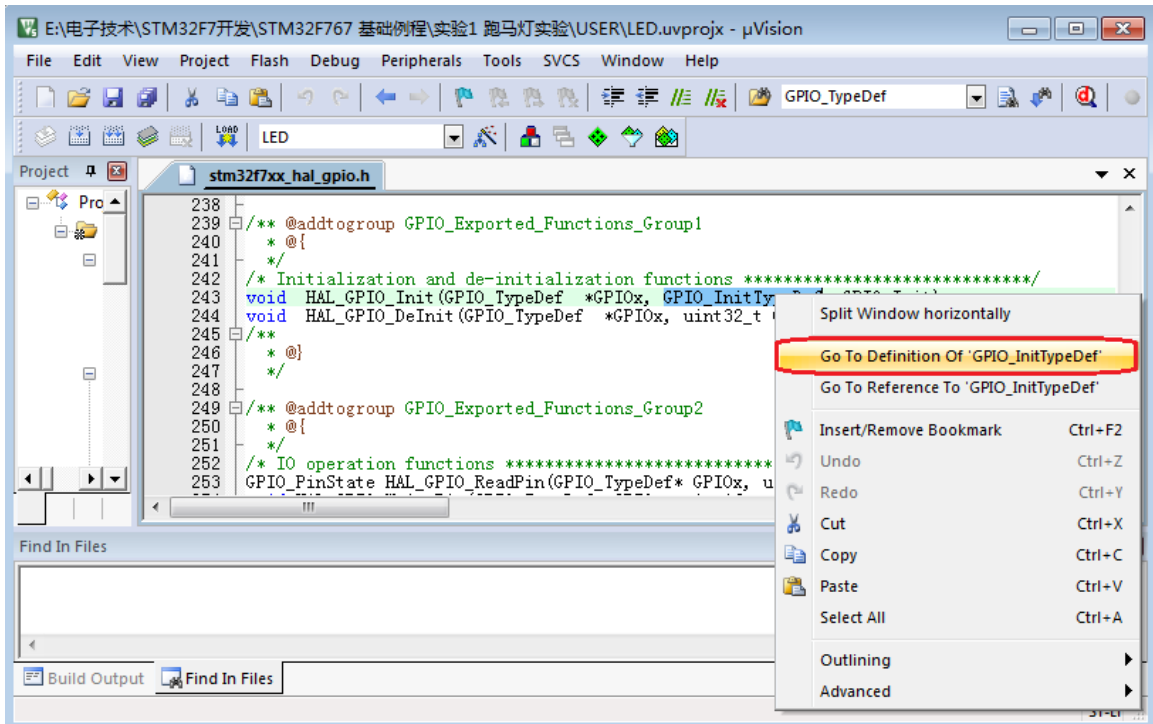 E:\电子技术\STM32F7开发\STM32F767 基础例程\实验1 跑马灯实验\USER\LED.uvprojx - µVision
File Edit View Project Flash Debug Peripherals Tools SVCS Window Help
GPIO_TypeDef
LOAD LED
Project
stm32f7xx_hal_gpio.h
Pro
238
239 /** @addtogroup GPIO_Exported_Functions_Group1
240 * @{
241 */
242 /* Initialization and de-initialization functions *****************************/
243 void HAL_GPIO_Init(GPIO_TypeDef *GPIOx,
244 void HAL_GPIO_DeInit(GPIO_TypeDef *GPIOx, uint32_t
245 /**
246 * @}
247 */
248
249 /** @addtogroup GPIO_Exported_Functions_Group2
250 * @{
251 */
252 /* IO operation functions ***************************
253 GPIO_PinState HAL_GPIO_ReadPin(GPIO_TypeDef* GPIOx, u
Split Window horizontally
Go To Definition Of 'GPIO_InitTypeDef'
Go To Reference To 'GPIO_InitTypeDef'
Insert/Remove Bookmark Ctrl+F2
Undo Ctrl+Z
Redo Ctrl+Y
Cut Ctrl+X
Copy Ctrl+C
Paste Ctrl+V
Select All Ctrl+A
Outlining
Advanced
Find In Files
Build Output Find In Files